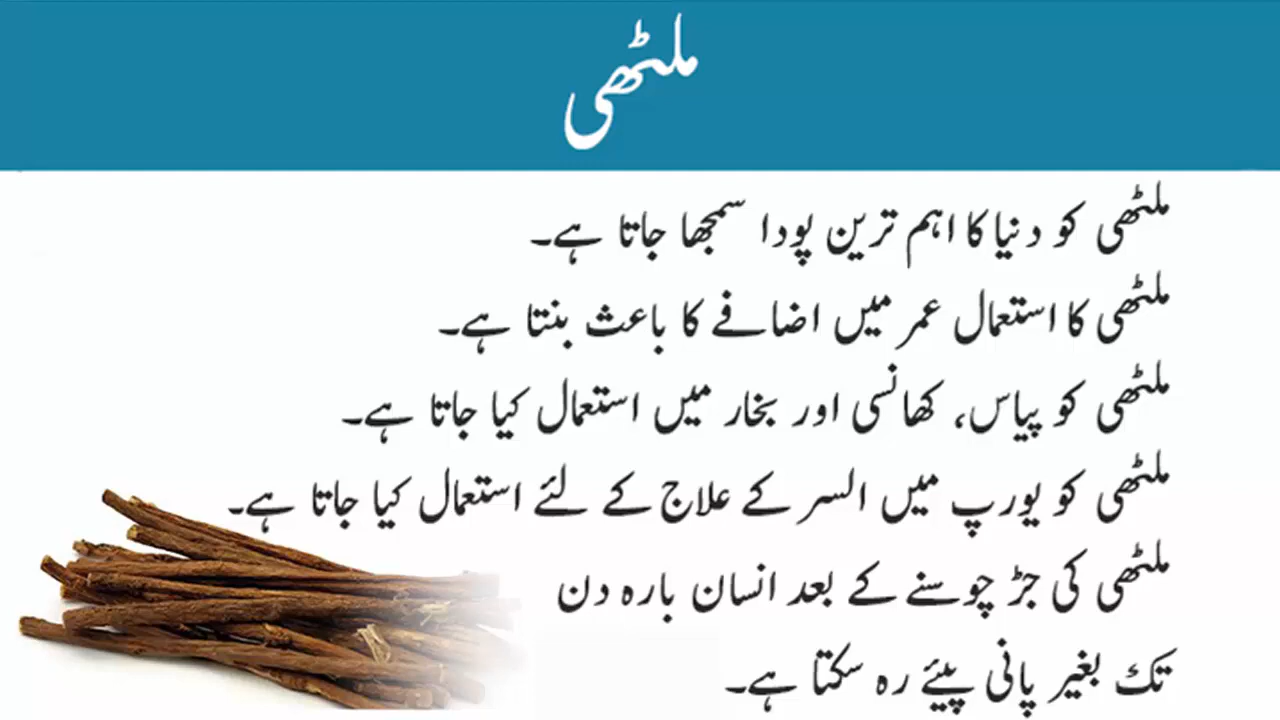 ملٹھی
ملٹھی کو دنیا کا اہم ترین پودا سمجھا جاتا ہے۔
ملٹھی کا استعمال عمر میں اضافے کا باعث بنتا ہے۔
ملٹھی کو پیاس، کھانسی اور بخار میں استعمال کیا جاتا ہے۔
ملٹھی کو یورپ میں السر کے علاج کے لئے استعمال کیا جاتا ہے۔
ملٹھی کی جڑ چوسنے کے بعد انسان بارہ دن
تک بغیر پانی پیئے رہ سکتا ہے۔